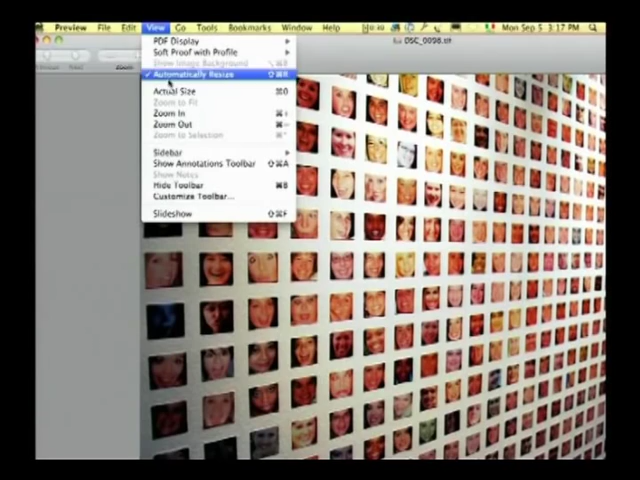 Preview File Edit View Go Tools Bookmarks Window Help Mon Sep 5 3:17 PM
PDF Display
Soft Proof with Profile
Show Image Background
✓ Automatically Resize ⇧⌘R
Actual Size ⌘0
Zoom to Fit
Zoom In ⌘+
Zoom Out ⌘-
Zoom to Selection
Sidebar
Show Annotations Toolbar ⇧⌘A
Show Notes
Hide Toolbar ⌘B
Customize Toolbar...
Slideshow ⇧⌘F